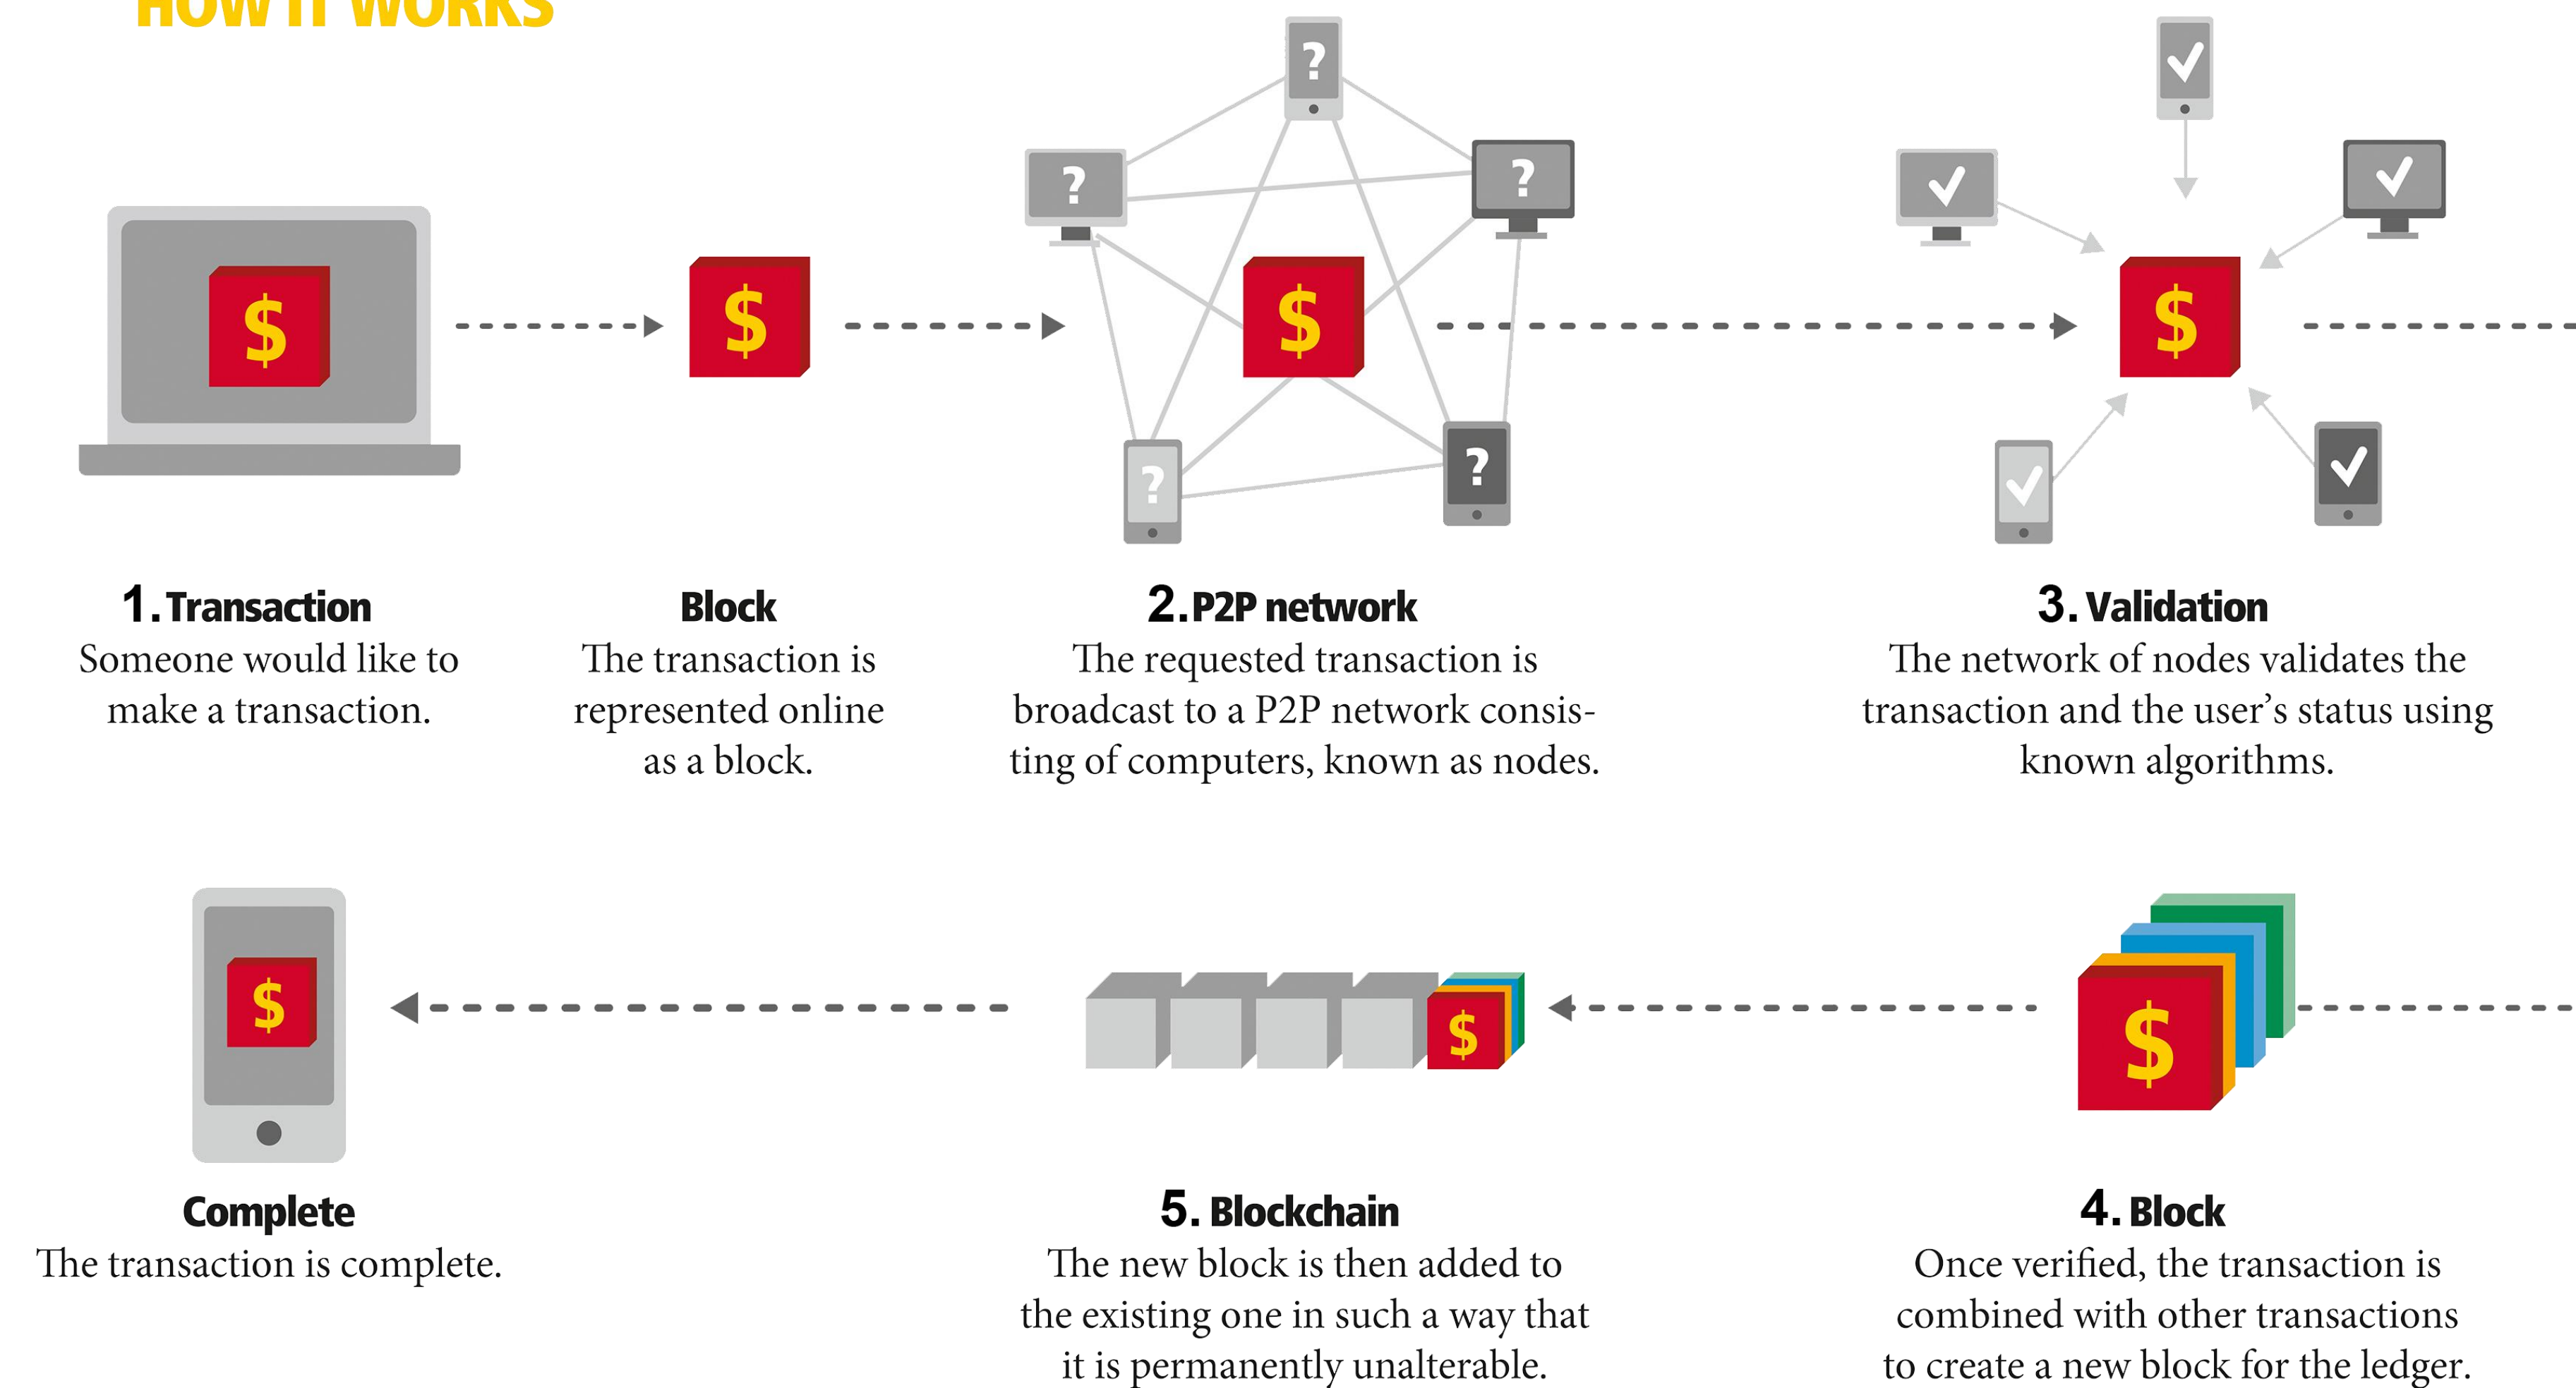 HOW IT WORKS
$
$
?
?
?
$
?
?
$
1. Transaction
Someone would like to
make a transaction.
Block
The transaction is
represented online
as a block.
2. P2P network
The requested transaction is
broadcast to a P2P network consis-
ting of computers, known as nodes.
3. Validation
The network of nodes validates the
transaction and the user’s status using
known algorithms.
$
$
$
Complete
The transaction is complete.
5. Blockchain
The new block is then added to
the existing one in such a way that
it is permanently unalterable.
4. Block
Once verified, the transaction is
combined with other transactions
to create a new block for the ledger.